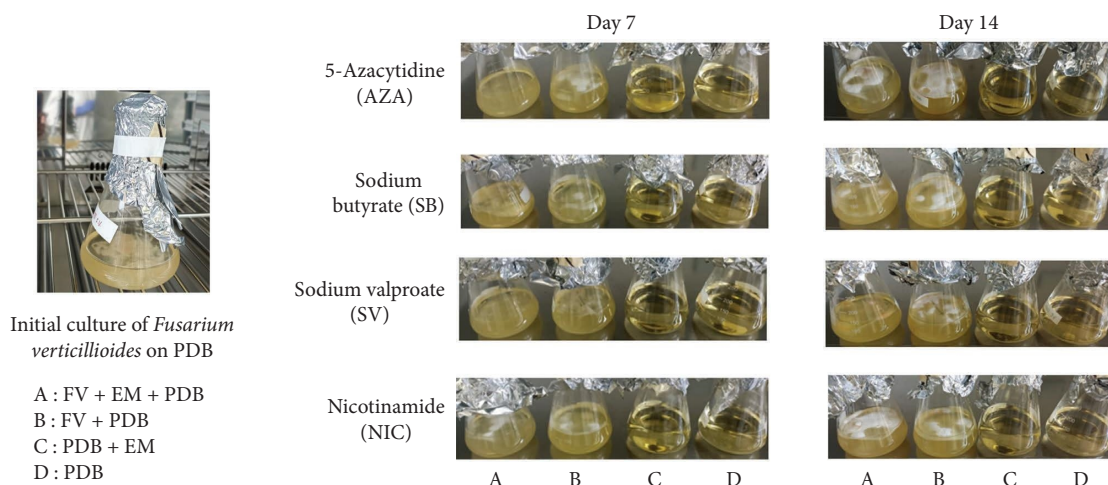 Day 7
Day 14
5-Azacytidine
(AZA)
Sodium
butyrate (SB)
Sodium valproate
(SV)
Nicotinamide
(NIC)
Initial culture of Fusarium
verticillioides on PDB
A : FV + EM + PDB
B : FV + PDB
C : PDB + EM
D : PDB
A
B
C
D
A
B
C
D